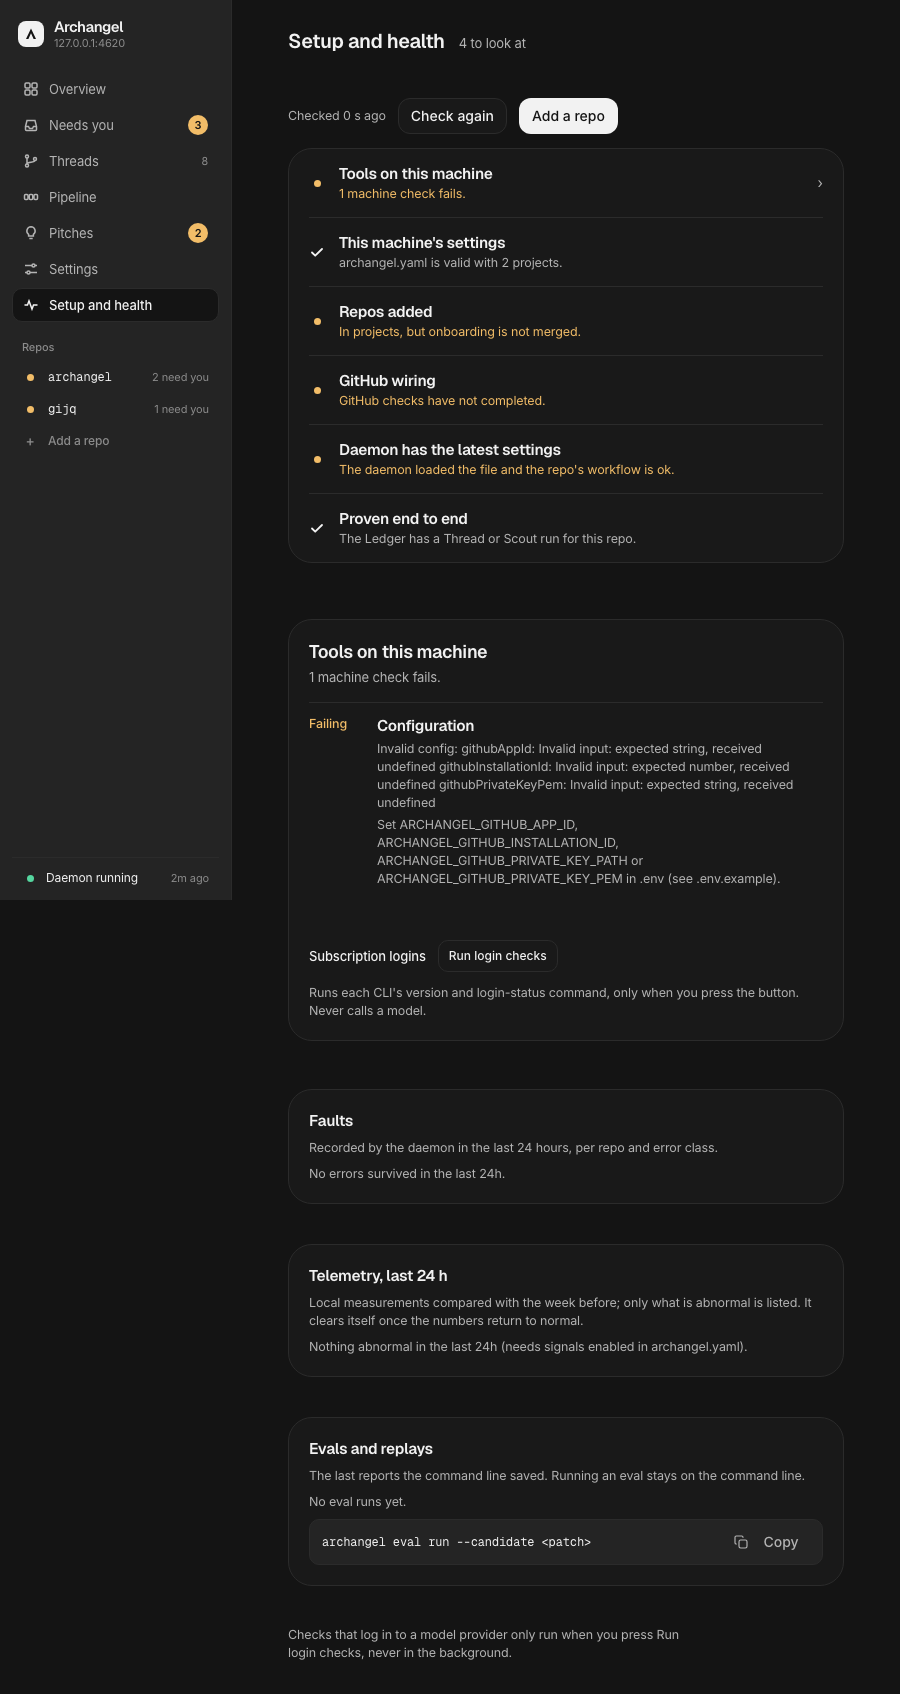 Archangel
127.0.0.1:4620
Overview
Needs you 3
Threads 8
Pipeline
Pitches 2
Settings
Setup and health
Repos
archangel 2 need you
gijq 1 need you
+ Add a repo
Daemon running 2m ago
Setup and health 4 to look at
Checked 0 s ago Check again Add a repo
Tools on this machine
1 machine check fails.
This machine's settings
archangel.yaml is valid with 2 projects.
Repos added
In projects, but onboarding is not merged.
GitHub wiring
GitHub checks have not completed.
Daemon has the latest settings
The daemon loaded the file and the repo's workflow is ok.
Proven end to end
The Ledger has a Thread or Scout run for this repo.
Tools on this machine
1 machine check fails.
Failing Configuration
Invalid config: githubAppId: Invalid input: expected string, received
undefined githubInstallationId: Invalid input: expected number, received
undefined githubPrivateKeyPem: Invalid input: expected string, received
undefined
Set ARCHANGEL_GITHUB_APP_ID,
ARCHANGEL_GITHUB_INSTALLATION_ID,
ARCHANGEL_GITHUB_PRIVATE_KEY_PATH or
ARCHANGEL_GITHUB_PRIVATE_KEY_PEM in .env (see .env.example).
Subscription logins Run login checks
Runs each CLI's version and login-status command, only when you press the button.
Never calls a model.
Faults
Recorded by the daemon in the last 24 hours, per repo and error class.
No errors survived in the last 24h.
Telemetry, last 24 h
Local measurements compared with the week before; only what is abnormal is listed. It
clears itself once the numbers return to normal.
Nothing abnormal in the last 24h (needs signals enabled in archangel.yaml).
Evals and replays
The last reports the command line saved. Running an eval stays on the command line.
No eval runs yet.
archangel eval run --candidate <patch> Copy
Checks that log in to a model provider only run when you press Run
login checks, never in the background.